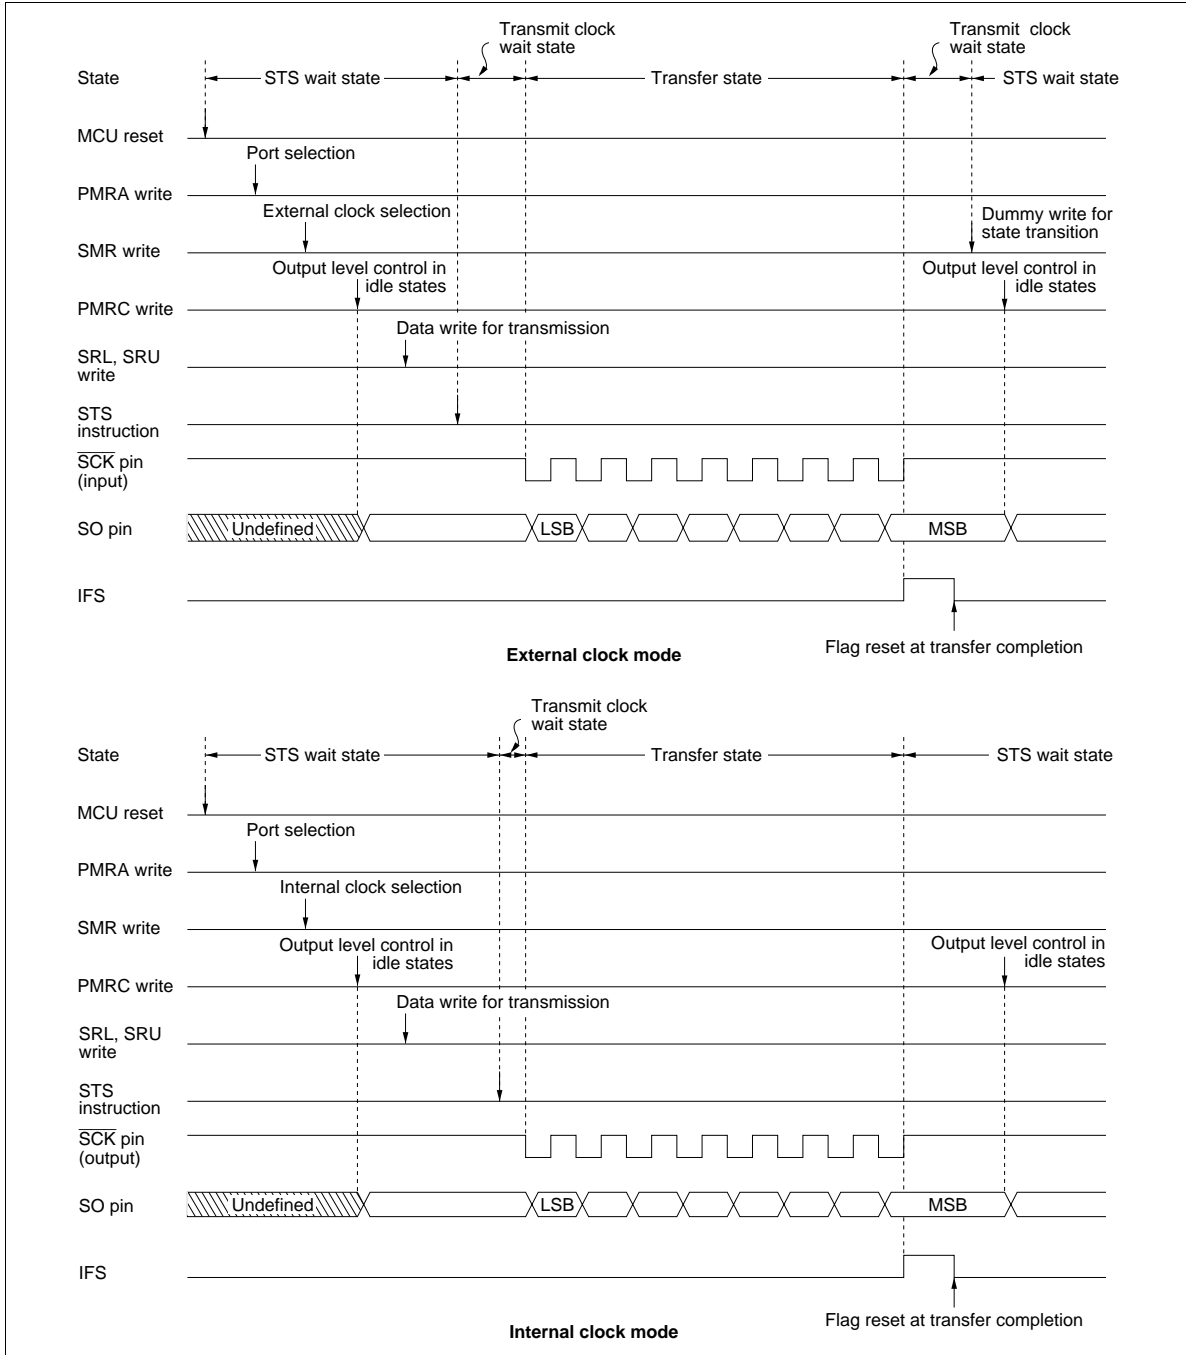 Transmit clock
wait state
Transmit clock
wait state
State
STS wait state
Transfer state
STS wait state
MCU reset
Port selection
PMRA write
External clock selection
Dummy write for
state transition
SMR write
Output level control in
idle states
Output level control in
idle states
PMRC write
Data write for transmission
SRL, SRU
write
STS
instruction
SCK pin
(input)
SO pin
Undefined
LSB
MSB
IFS
Flag reset at transfer completion
External clock mode
Transmit clock
wait state
State
STS wait state
Transfer state
STS wait state
MCU reset
Port selection
PMRA write
Internal clock selection
SMR write
Output level control in
idle states
Output level control in
idle states
PMRC write
Data write for transmission
SRL, SRU
write
STS
instruction
SCK pin
(output)
SO pin
Undefined
LSB
MSB
IFS
Flag reset at transfer completion
Internal clock mode